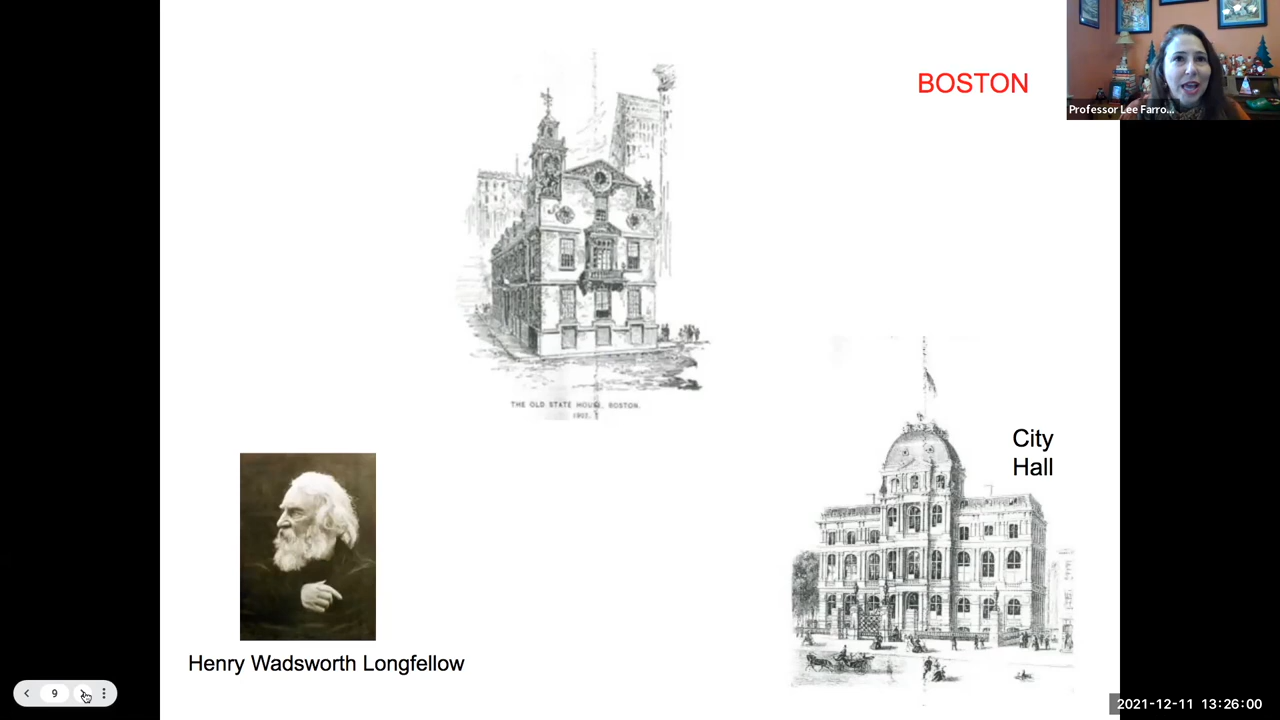 BOSTON
Professor Lee Farro...
THE OLD STATE HOUSE, BOSTON.
City
Hall
Henry Wadsworth Longfellow
9
2021-12-11 13:26:00